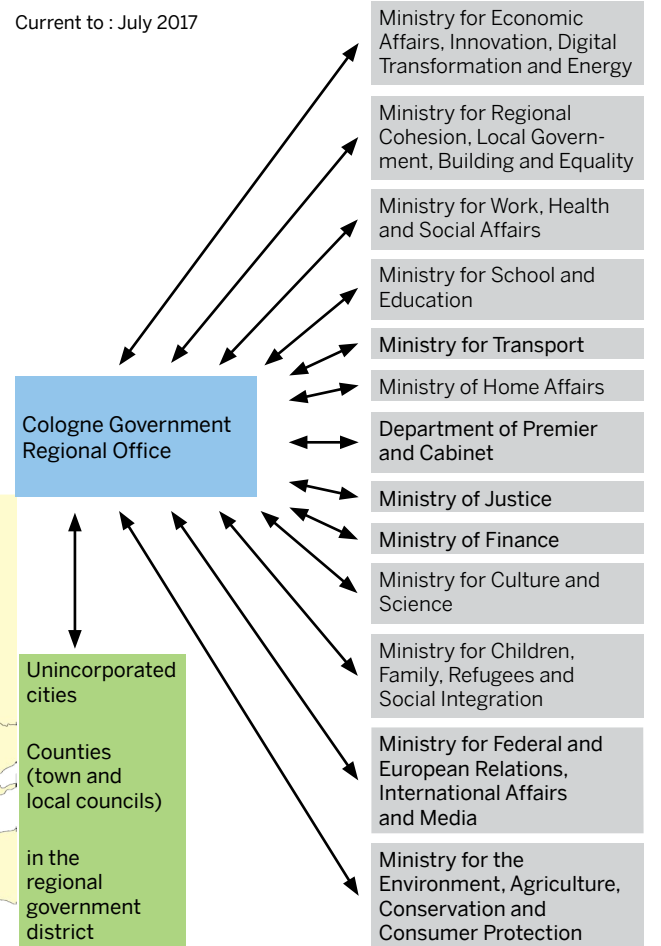 Current to : July 2017
Ministry for Economic
Affairs, Innovation, Digital
Transformation and Energy
Ministry for Regional
Cohesion, Local Govern-
ment, Building and Equality
Ministry for Work, Health
and Social Affairs
Ministry for School and
Education
Ministry for Transport
Ministry of Home Affairs
Cologne Government
Regional Office
Department of Premier
and Cabinet
Ministry of Justice
Ministry of Finance
Ministry for Culture and
Science
Ministry for Children,
Family, Refugees and
Social Integration
Ministry for Federal and
European Relations,
International Affairs
and Media
Ministry for the
Environment, Agriculture,
Conservation and
Consumer Protection
Unincorporated
cities
Counties
(town and
local councils)
in the
regional
government
district